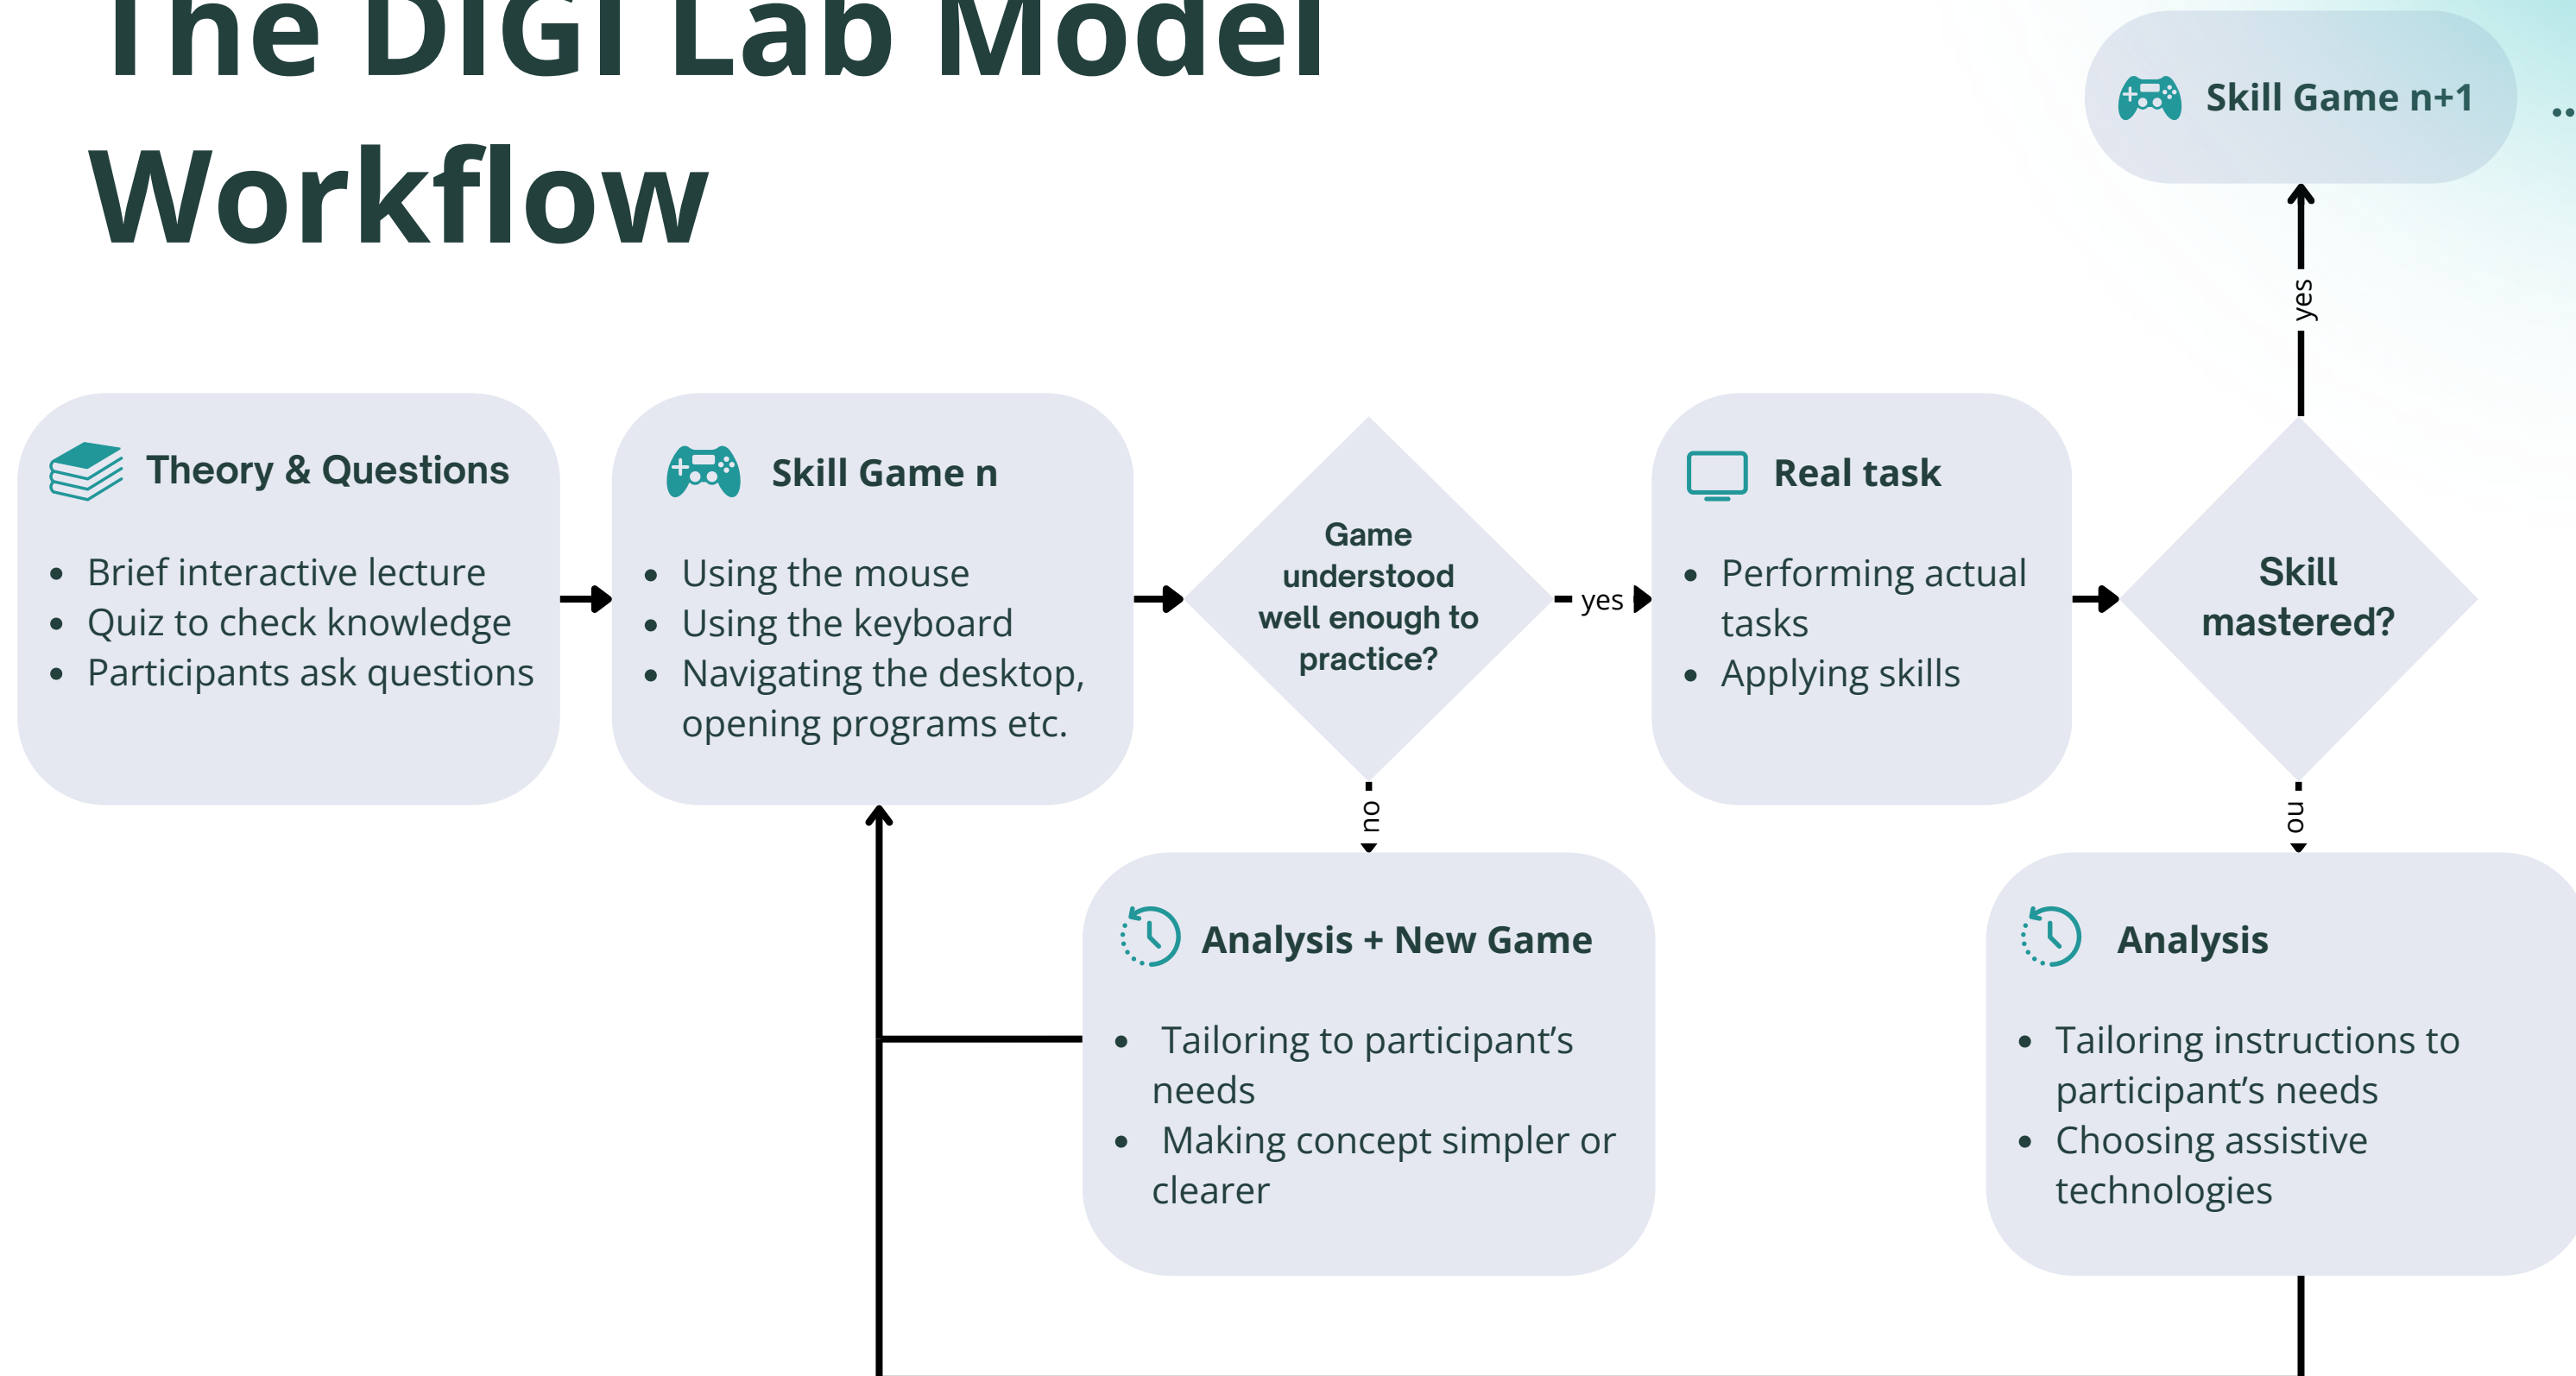 The DIGI Lab Model
Workflow
Skill Game n+1
..
yes
Theory & Questions
• Brief interactive lecture
• Quiz to check knowledge
• Participants ask questions
Skill Game n
• Using the mouse
• Using the keyboard
• Navigating the desktop,
opening programs etc.
Game
understood
well enough to
practice?
yes
Real task
• Performing actual
tasks
• Applying skills
Skill
mastered?
no
no
Analysis + New Game
• Tailoring to participant’s
needs
• Making concept simpler or
clearer
Analysis
• Tailoring instructions to
participant’s needs
• Choosing assistive
technologies